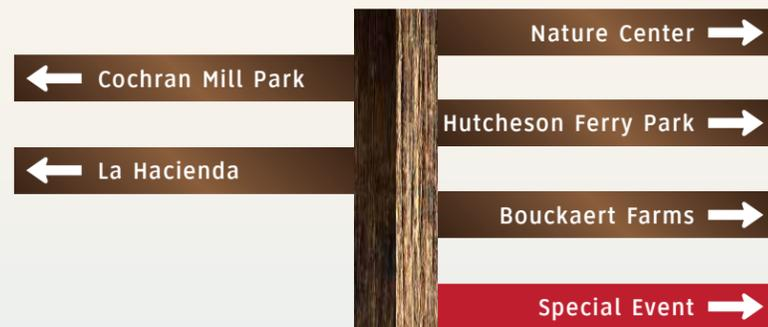 Nature Center
Cochran Mill Park
Hutcheson Ferry Park
La Hacienda
Bouckaert Farms
Special Event